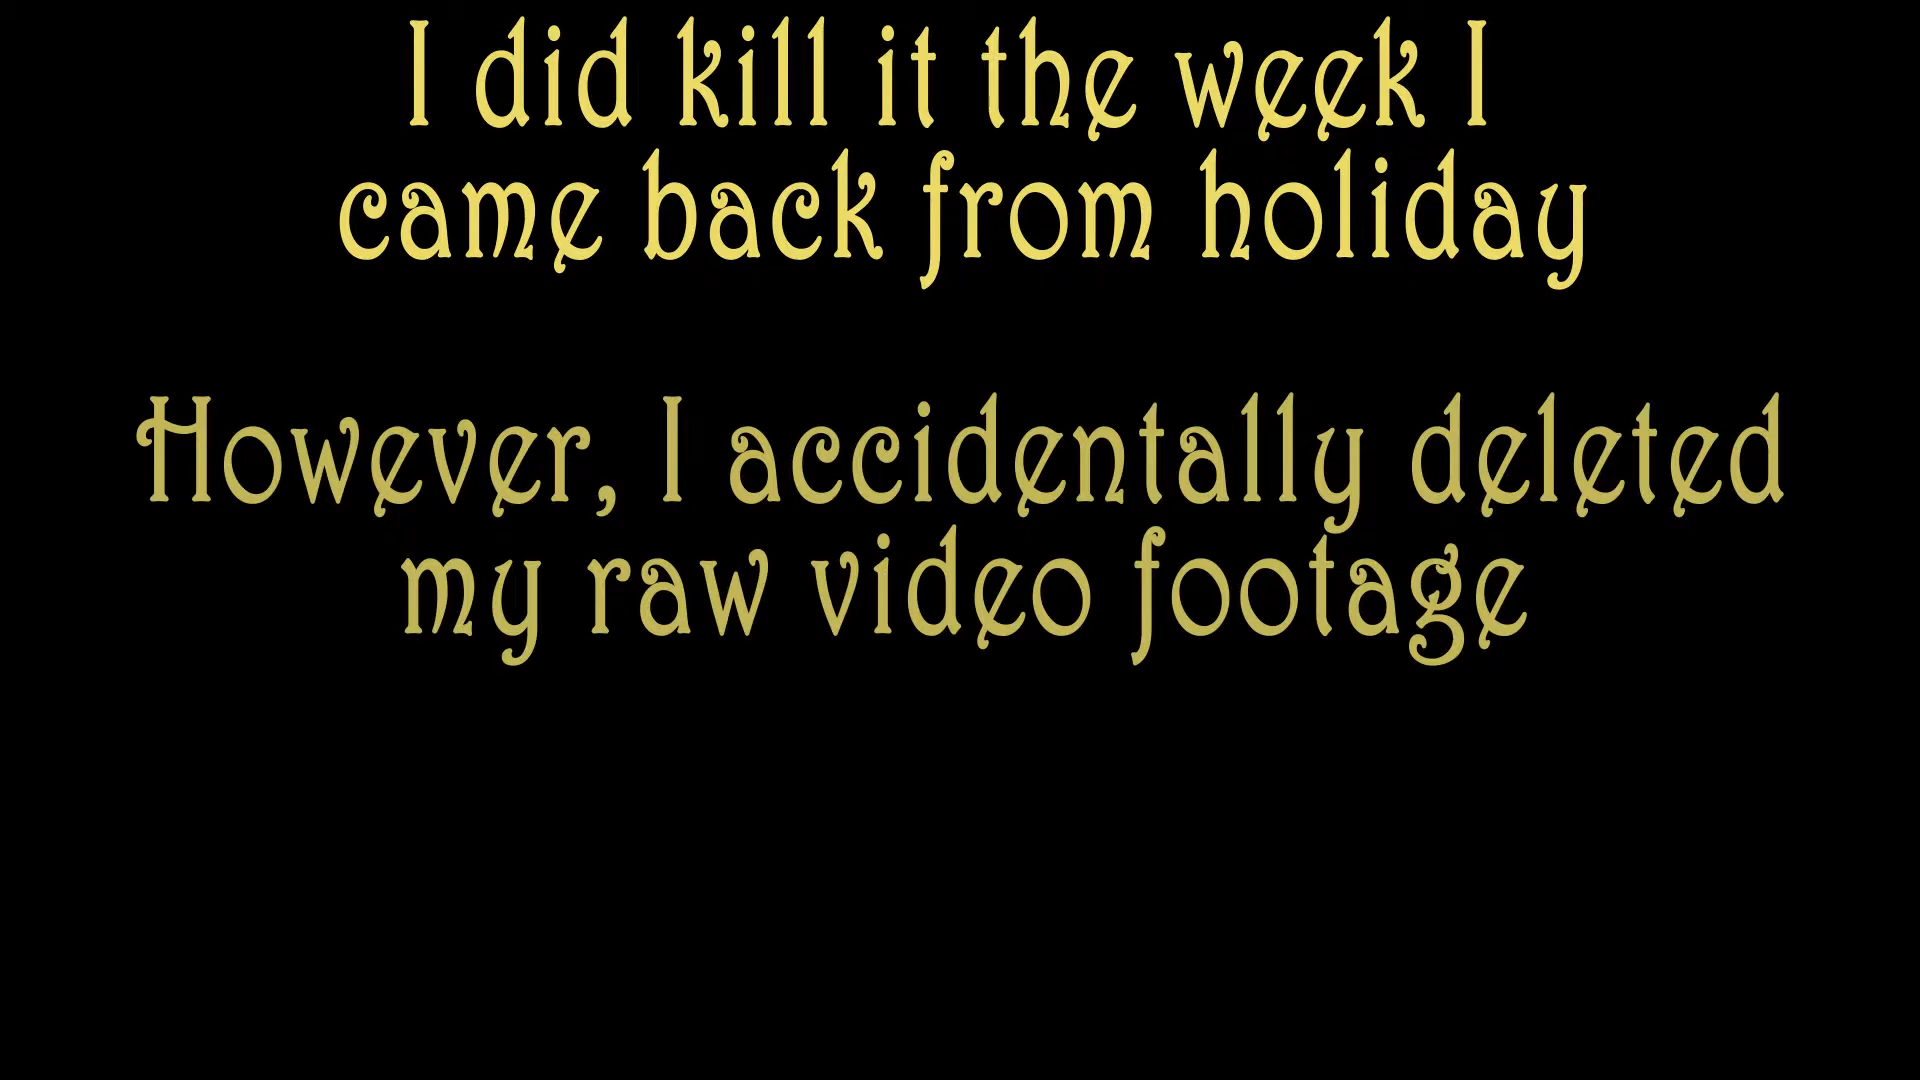 I did kill it the week I
came back from holiday
However, I accidentally deleted
my raw video footage